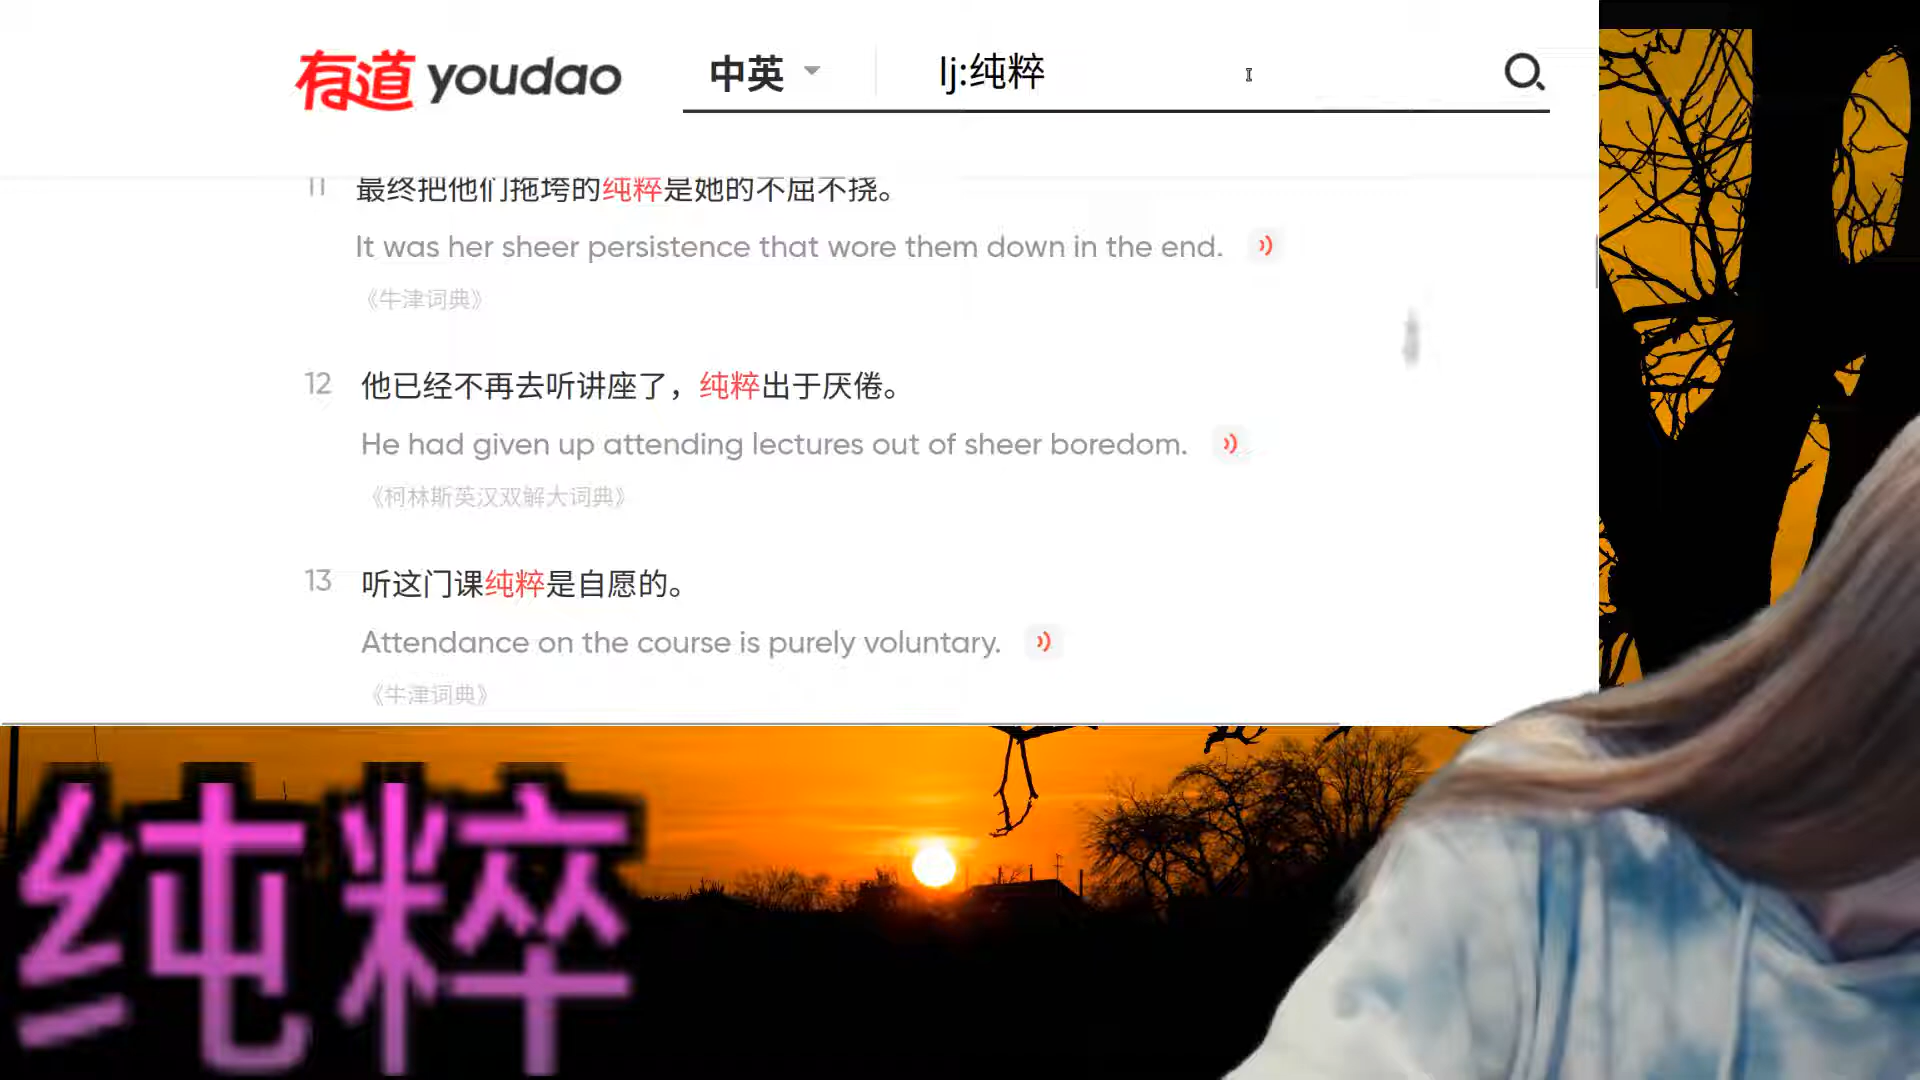 有道 youdao
中英
lj:纯粹
11 最终把他们拖垮的纯粹是她的不屈不挠。
It was her sheer persistence that wore them down in the end.
《牛津词典》
12 他已经不再去听讲座了，纯粹出于厌倦。
He had given up attending lectures out of sheer boredom.
《柯林斯英汉双解大词典》
13 听这门课纯粹是自愿的。
Attendance on the course is purely voluntary.
《牛津词典》
纯粹